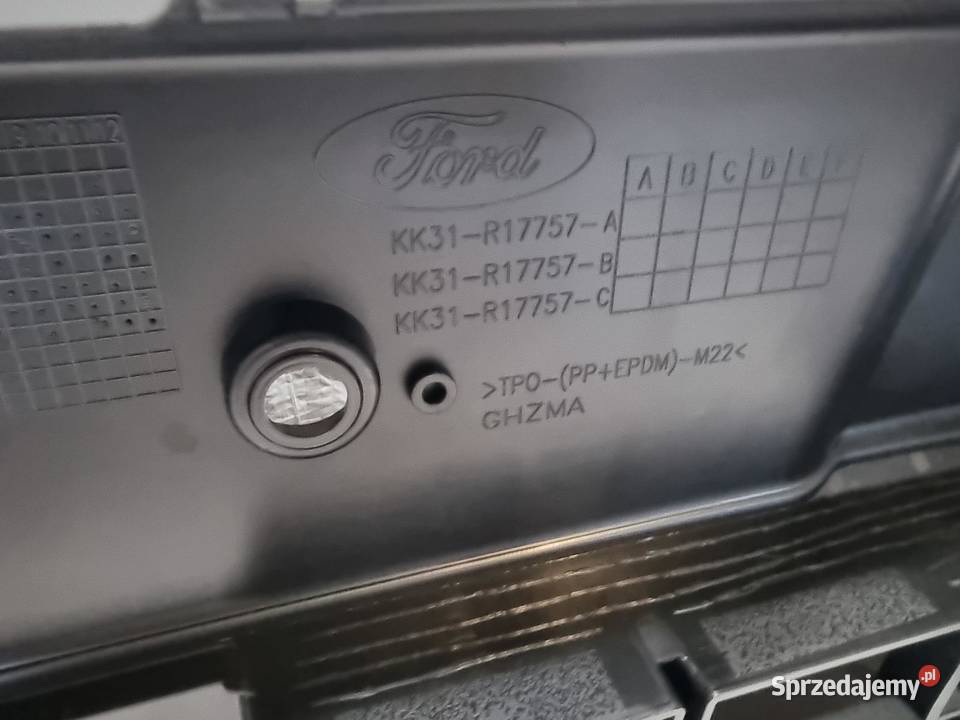 Ford
A B C D E F
KK31-R17757-A
KK31-R17757-B
KK31-R17757-C
>TPO-(PP+EPDM)-M22<
GHZMA
Sprzedajemy.pl